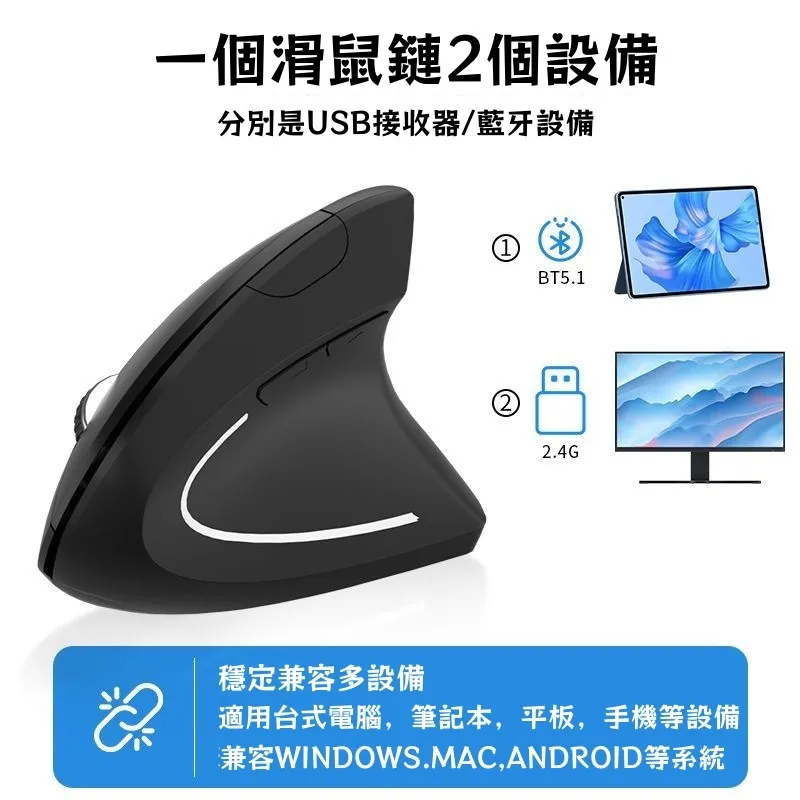 一個滑鼠鏈2個設備
分別是USB接收器/藍牙設備
①
BT5.1
②
2.4G
穩定兼容多設備
適用台式電腦，筆記本，平板，手機等設備
兼容WINDOWS.MAC,ANDROID等系統